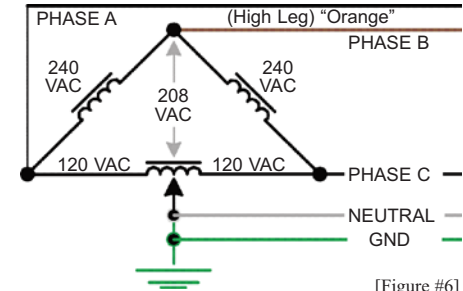 PHASE A
(High Leg) “Orange”
PHASE B
240
VAC
240
VAC
208
VAC
120 VAC
120 VAC
PHASE C
NEUTRAL
GND
[Figure #6]